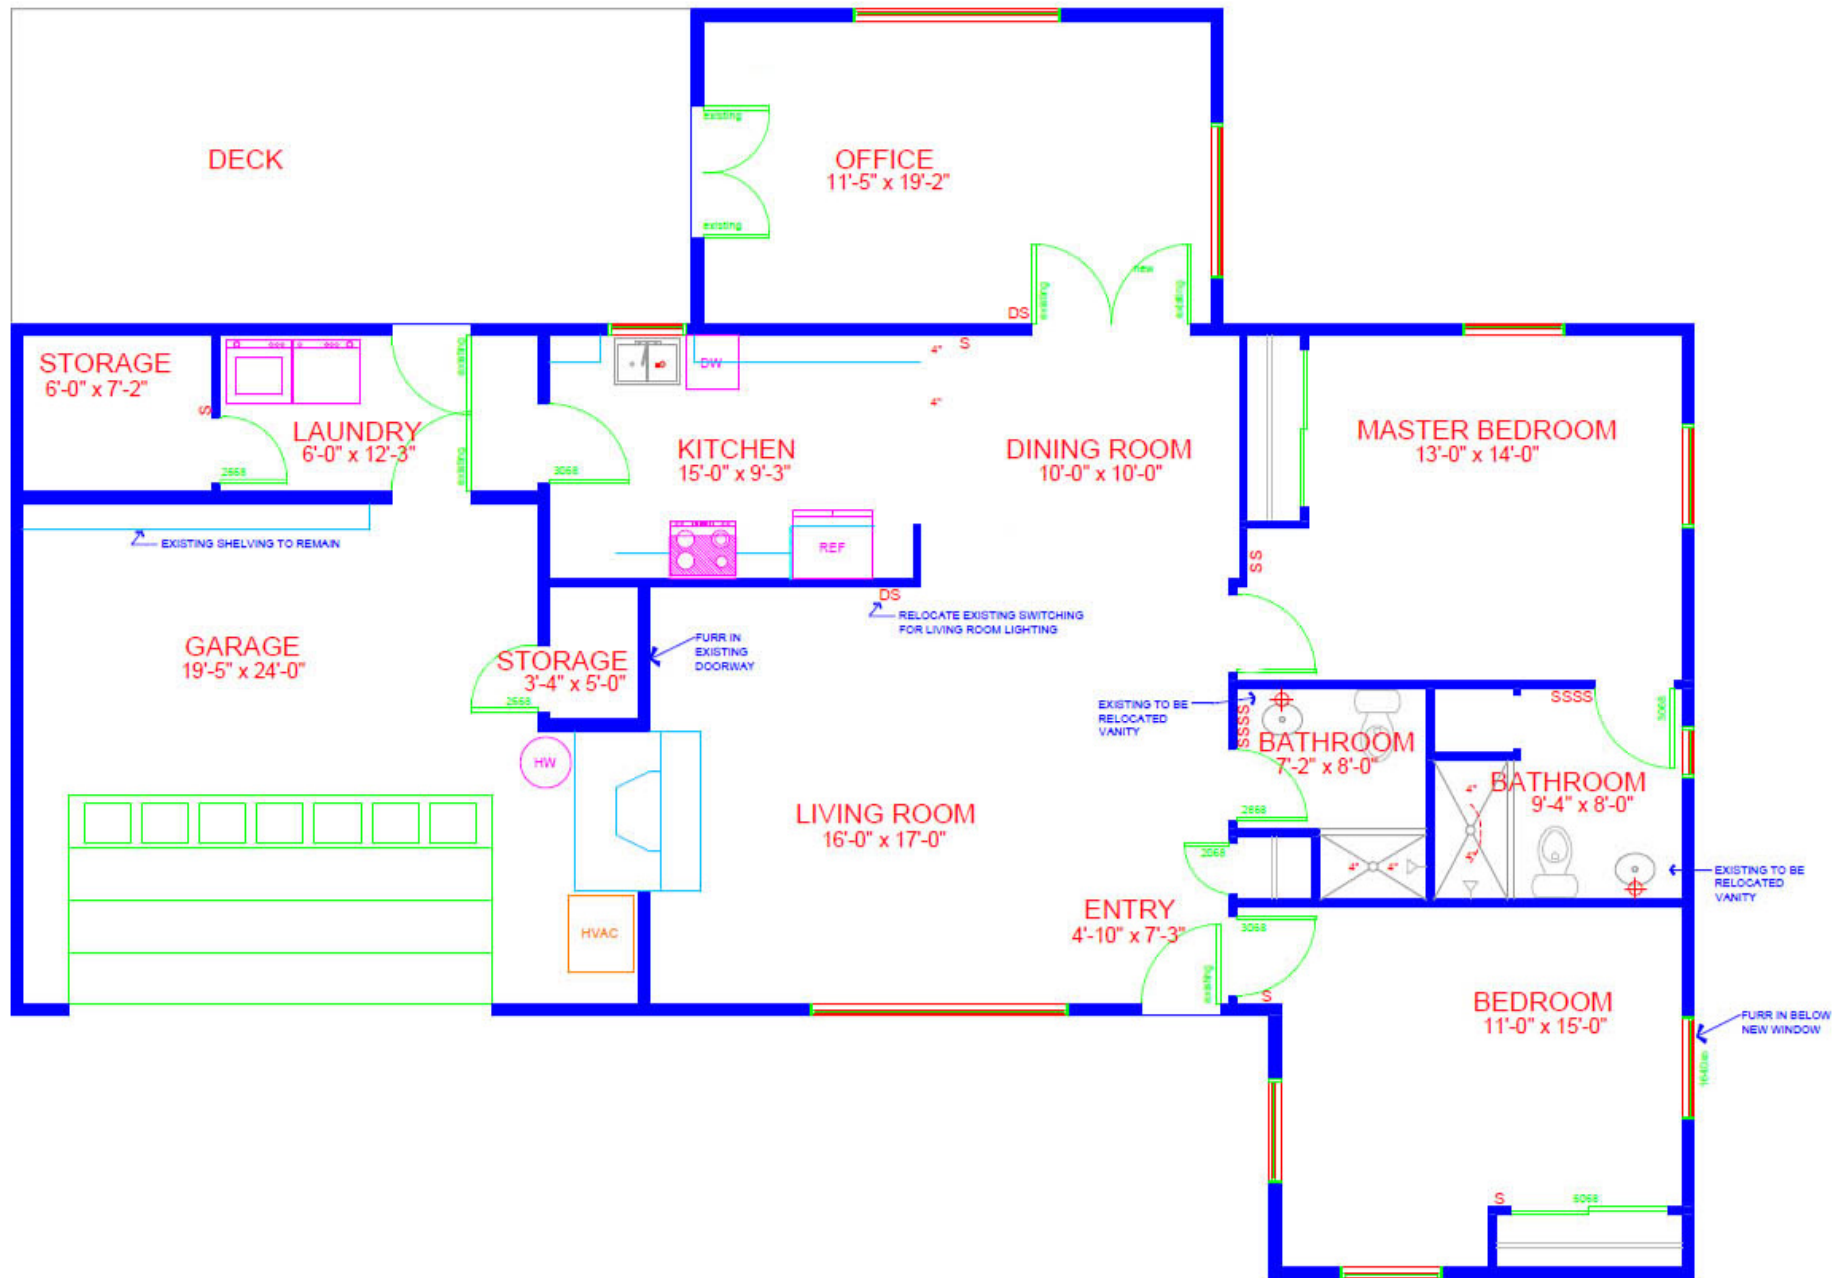 DECK
existing
existing
OFFICE
11'-5" x 19'-2"
new
existing
existing
DS
STORAGE
6'-0" x 7'-2"
S
LAUNDRY
6'-0" x 12'-3"
2668
existing
existing
3068
DW
KITCHEN
15'-0" x 9'-3"
4"
S
4"
DINING ROOM
10'-0" x 10'-0"
MASTER BEDROOM
13'-0" x 14'-0"
SS
REF
EXISTING SHELVING TO REMAIN
DS
RELOCATE EXISTING SWITCHING
FOR LIVING ROOM LIGHTING
GARAGE
19'-5" x 24'-0"
STORAGE
3'-4" x 5'-0"
2668
FURR IN
EXISTING
DOORWAY
EXISTING TO BE
RELOCATED
VANITY
SSSS
BATHROOM
7'-2" x 8'-0"
2668
SSSS
3068
BATHROOM
9'-4" x 8'-0"
4"
4"
HW
LIVING ROOM
16'-0" x 17'-0"
2068
4"
4"
EXISTING TO BE
RELOCATED
VANITY
HVAC
ENTRY
4'-10" x 7'-3"
existing
3068
S
BEDROOM
11'-0" x 15'-0"
FURR IN BELOW
NEW WINDOW
S
6068